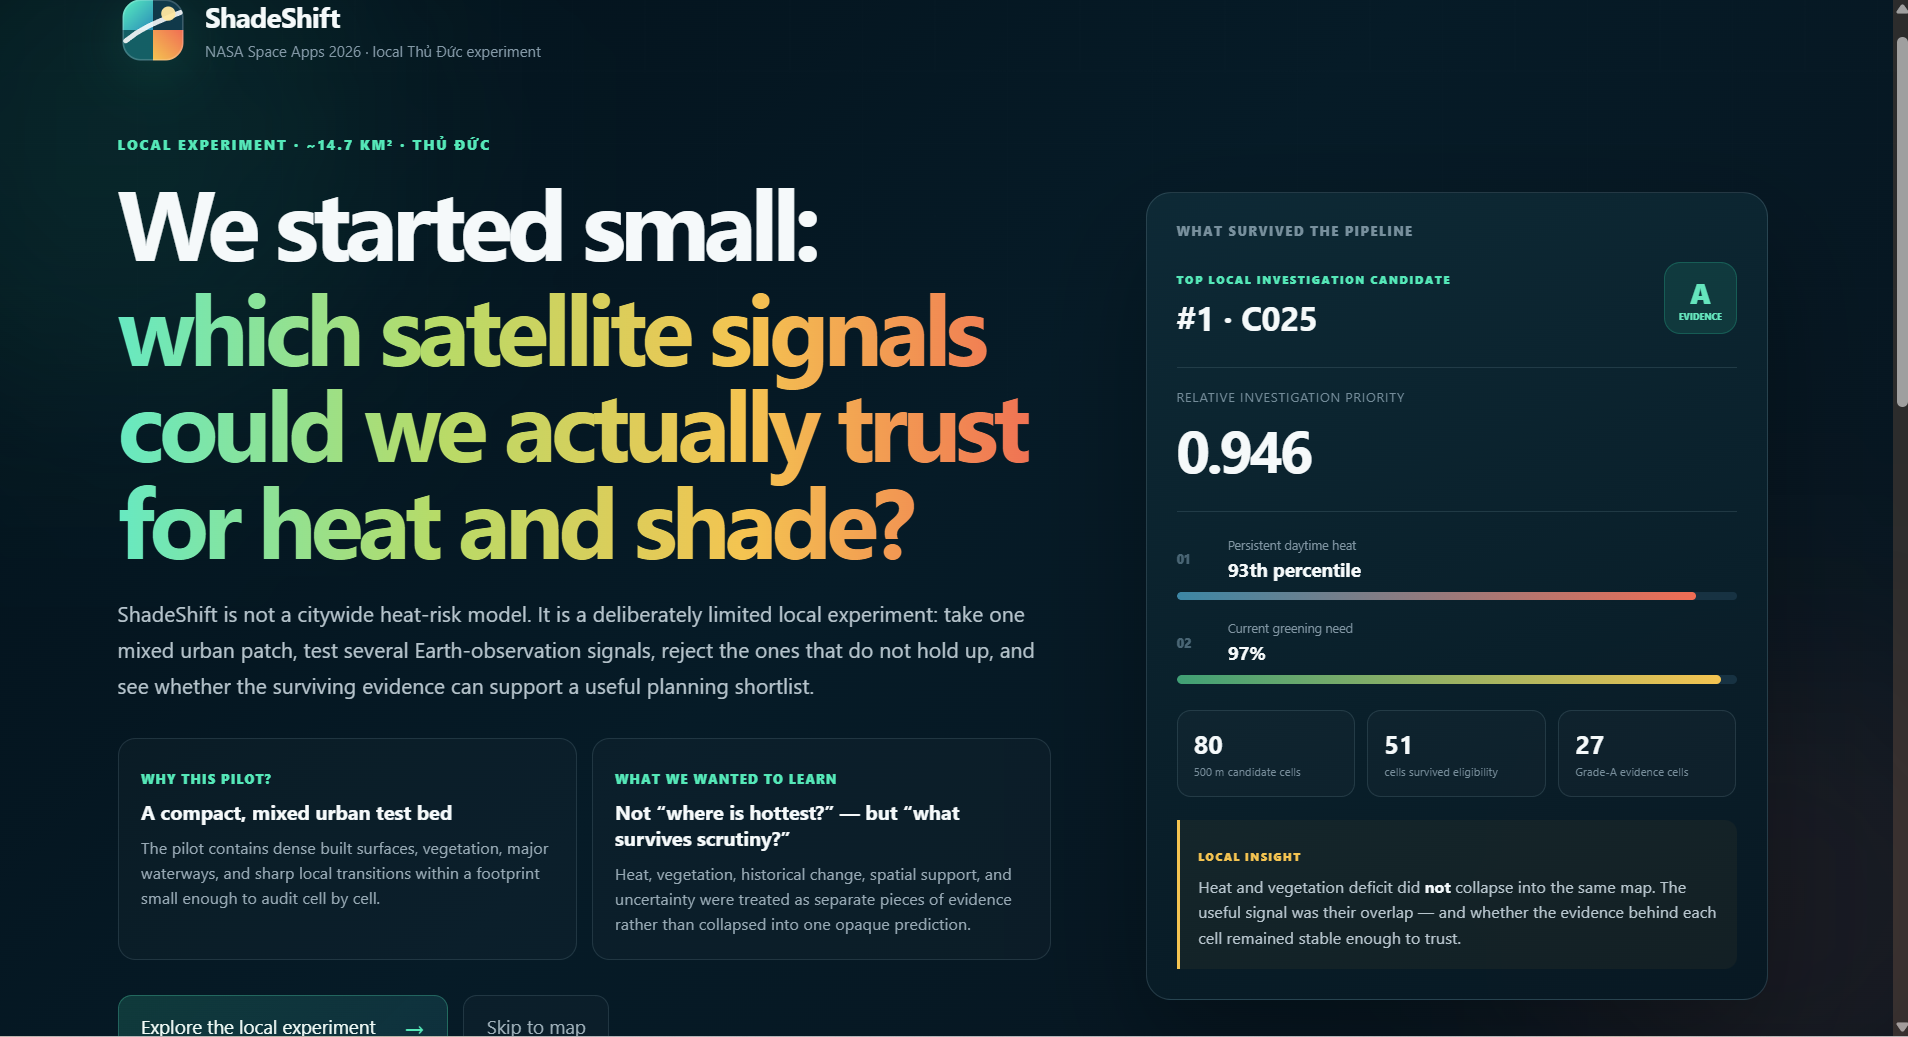 ShadeShift
NASA Space Apps 2026 · local Thủ Đức experiment
LOCAL EXPERIMENT · ~14.7 KM² · THỦ ĐỨC
We started small:
which satellite signals
could we actually trust
for heat and shade?
ShadeShift is not a citywide heat-risk model. It is a deliberately limited local experiment: take one
mixed urban patch, test several Earth-observation signals, reject the ones that do not hold up, and
see whether the surviving evidence can support a useful planning shortlist.
WHY THIS PILOT?
A compact, mixed urban test bed
The pilot contains dense built surfaces, vegetation, major
waterways, and sharp local transitions within a footprint
small enough to audit cell by cell.
WHAT WE WANTED TO LEARN
Not “where is hottest?” — but “what
survives scrutiny?”
Heat, vegetation, historical change, spatial support, and
uncertainty were treated as separate pieces of evidence
rather than collapsed into one opaque prediction.
Explore the local experiment →
Skip to map
WHAT SURVIVED THE PIPELINE
TOP LOCAL INVESTIGATION CANDIDATE
#1 · C025
A
EVIDENCE
RELATIVE INVESTIGATION PRIORITY
0.946
01
Persistent daytime heat
93th percentile
02
Current greening need
97%
80
500 m candidate cells
51
cells survived eligibility
27
Grade-A evidence cells
LOCAL INSIGHT
Heat and vegetation deficit did not collapse into the same map. The
useful signal was their overlap — and whether the evidence behind each
cell remained stable enough to trust.